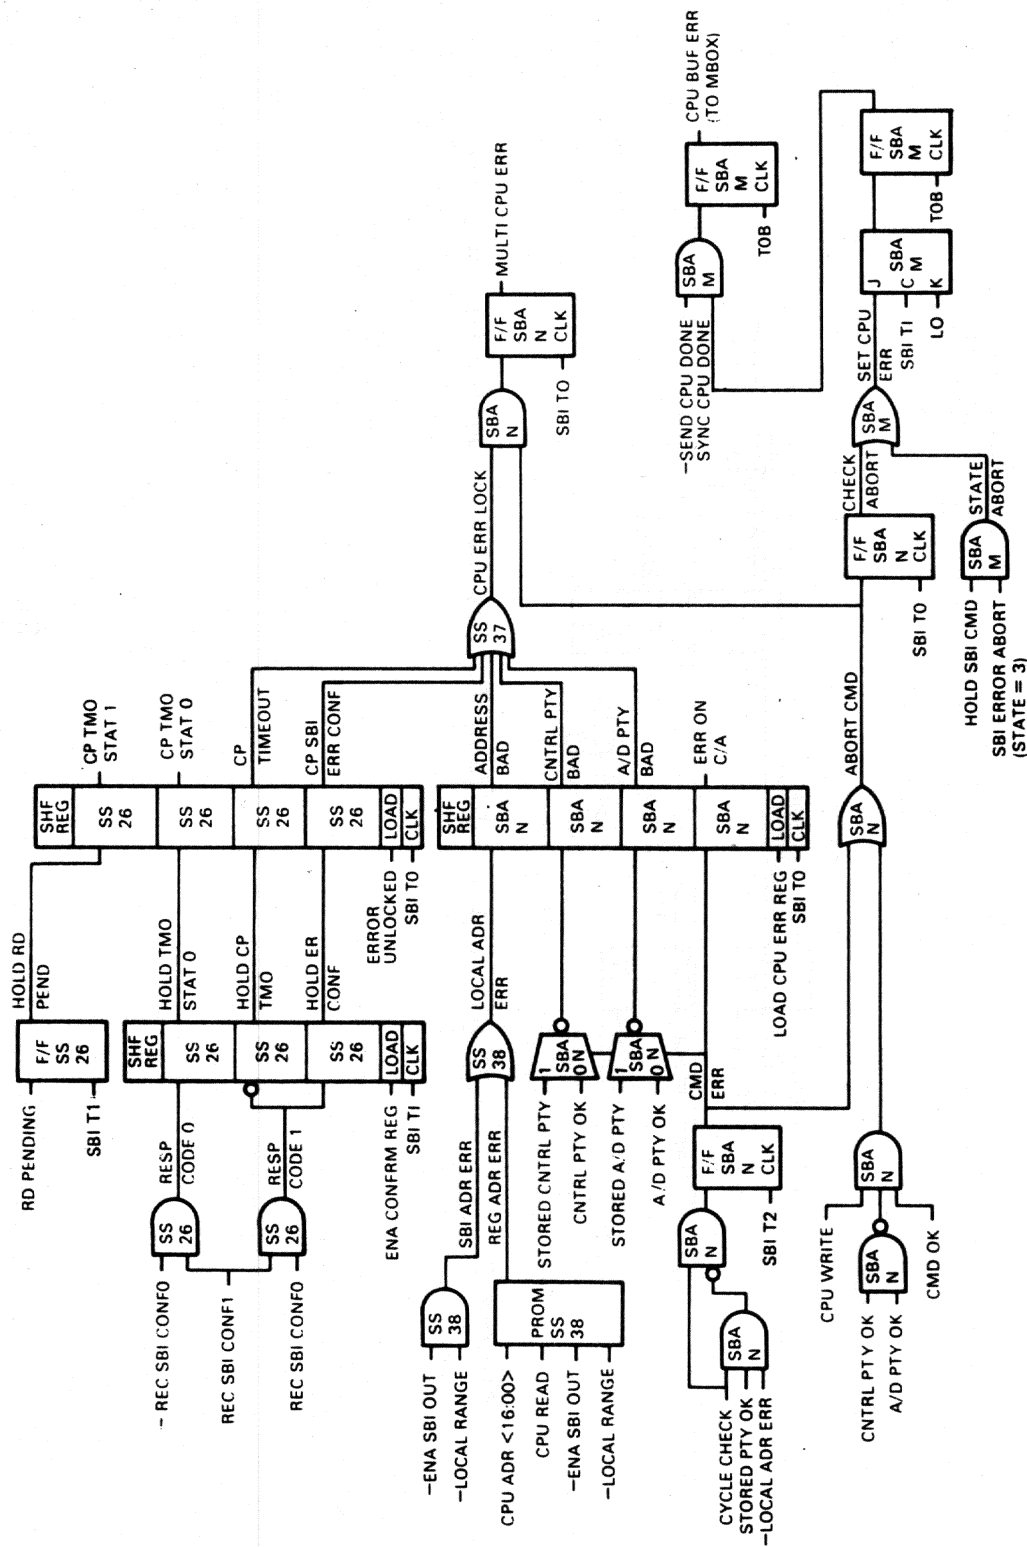 RD PENDING
SBI T1
F/F
SS
26
HOLD RD
PEND
SHF
REG
SS
26
SS
26
SS
26
SS
26
LOAD
CLK
CP TMO
STAT 1
CP TMO
STAT 0
CP
TIMEOUT
CP SBI
ERR CONF
– REC SBI CONF0
REC SBI CONF1
REC SBI CONF0
SS
26
SS
26
RESP
CODE 0
RESP
CODE 1
ENA CONFRM REG
SBI T1
SHF
REG
SS
26
SS
26
SS
26
LOAD
CLK
HOLD TMO
STAT 0
HOLD CP
TMO
HOLD ER
CONF
ERROR
UNLOCKED
SBI TO
–ENA SBI OUT
–LOCAL RANGE
SS
38
SBI ADR ERR
REG ADR ERR
CPU ADR <16:00>
CPU READ
–ENA SBI OUT
–LOCAL RANGE
PROM
SS
38
SS
38
LOCAL ADR
ERR
STORED CNTRL PTY
CNTRL PTY OK
1
SBA
0 N
STORED A/D PTY
A/D PTY OK
1
SBA
0 N
CMD
ERR
SHF
REG
SBA
N
SBA
N
SBA
N
SBA
N
LOAD
CLK
LOAD CPU ERR REG
SBI TO
ADDRESS
BAD
CNTRL PTY
BAD
A/D PTY
BAD
ERR ON
C/A
SS
37
CPU ERR LOCK
SBA
N
SBI TO
F/F
SBA
N
CLK
MULTI CPU ERR
CYCLE CHECK
STORED PTY OK
–LOCAL ADR ERR
SBA
N
SBA
N
SBI T2
F/F
SBA
N
CLK
–SEND CPU DONE
SYNC CPU DONE
SBA
M
TOB
F/F
SBA
M
CLK
CPU BUF ERR
(TO MBOX)
CPU WRITE
CNTRL PTY OK
A/D PTY OK
SBA
N
CMD OK
SBA
N
SBA
N
ABORT CMD
SBI TO
F/F
SBA
N
CLK
CHECK
ABORT
SBA
M
SET CPU
ERR
SBI T1
LO
J
C
K
SBA
M
TOB
F/F
SBA
M
CLK
HOLD SBI CMD
SBI ERROR ABORT
(STATE = 3)
SBA
M
STATE
ABORT